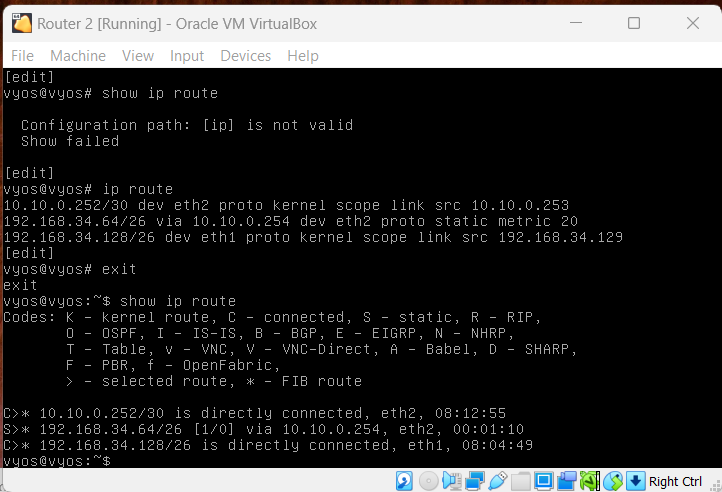 Router 2 [Running] - Oracle VM VirtualBox
File Machine View Input Devices Help
[edit]
vyos@vyos# show ip route
Configuration path: [ip] is not valid
Show failed
[edit]
vyos@vyos# ip route
10.10.0.252/30 dev eth2 proto kernel scope link src 10.10.0.253
192.168.34.64/26 via 10.10.0.254 dev eth2 proto static metric 20
192.168.34.128/26 dev eth1 proto kernel scope link src 192.168.34.129
[edit]
vyos@vyos# exit
exit
vyos@vyos:~$ show ip route
Codes: K - kernel route, C - connected, S - static, R - RIP,
O - OSPF, I - IS-IS, B - BGP, E - EIGRP, N - NHRP,
T - Table, v - VNC, V - VNC-Direct, A - Babel, D - SHARP,
F - PBR, f - OpenFabric,
> - selected route, * - FIB route
C>* 10.10.0.252/30 is directly connected, eth2, 08:12:55
S>* 192.168.34.64/26 [1/0] via 10.10.0.254, eth2, 00:01:10
C>* 192.168.34.128/26 is directly connected, eth1, 08:04:49
vyos@vyos:~$
Right Ctrl